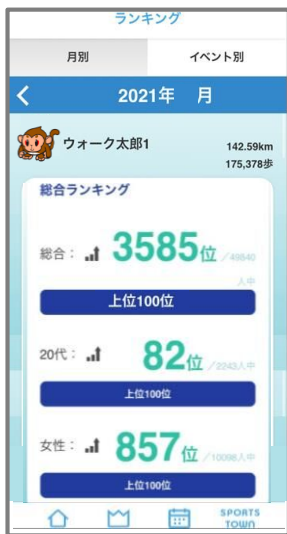 ランキング
月別
イベント別
2021年 月
ウォーク太郎1
142.59km
175,378歩
総合ランキング
総合： 3585位 /49840
人中
上位100位
20代： 82位 /2243人中
上位100位
女性： 857位 /10098人中
上位100位
SPORTS
TOWN